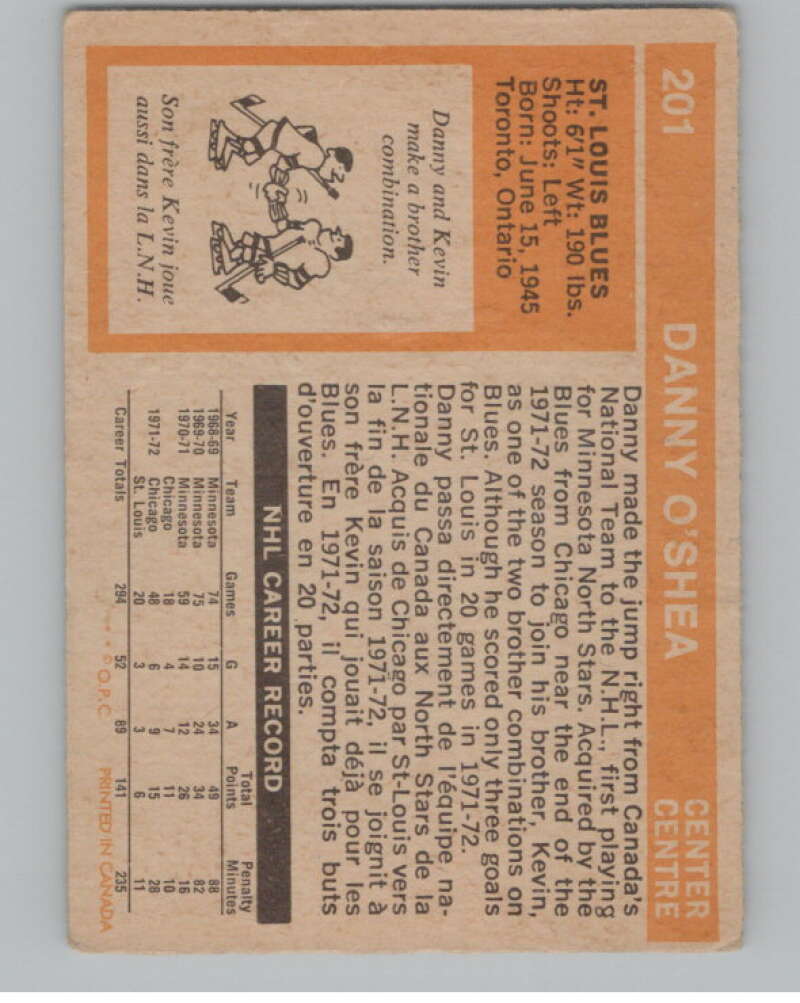 201 DANNY O'SHEA CENTER
CENTRE
ST. LOUIS BLUES
Ht: 6'1" Wt: 190 lbs.
Shoots: Left
Born: June 15, 1945
Toronto, Ontario
Danny and Kevin
make a brother
combination.
Son frère Kevin joue
aussi dans la L.N.H.
Danny made the jump right from Canada's
National Team to the N.H.L., first playing
for Minnesota North Stars. Acquired by the
Blues from Chicago near the end of the
1971-72 season to join his brother, Kevin,
as one of the two brother combinations on
Blues. Although he scored only three goals
for St. Louis in 20 games in 1971-72.
Danny passa directement de l'équipe na-
tionale du Canada aux North Stars de la
L.N.H. Acquis de Chicago par St-Louis vers
la fin de la saison 1971-72, il se joignit à
son frère Kevin qui jouait déjà pour les
Blues. En 1971-72, il compta trois buts
d'ouverture en 20 parties.
NHL CAREER RECORD
Total Penalty
Year Team Games G A Points Minutes
1968-69 Minnesota 74 15 34 49 88
1969-70 Minnesota 75 10 24 34 82
1970-71 Minnesota 59 14 12 26 16
Chicago 18 4 7 11 10
1971-72 Chicago 48 6 9 15 28
St. Louis 20 3 3 6 11
Career Totals 294 52 89 141 235
© O.P.C. PRINTED IN CANADA